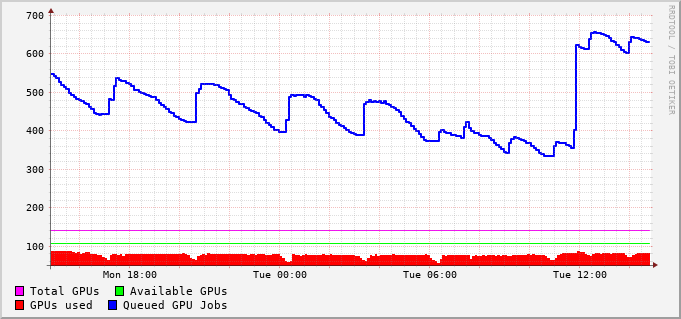 700
600
500
400
300
200
100
Mon 18:00 Tue 00:00 Tue 06:00 Tue 12:00
Total GPUs Available GPUs
GPUs used Queued GPU Jobs
RRDTOOL / TOBI OETIKER